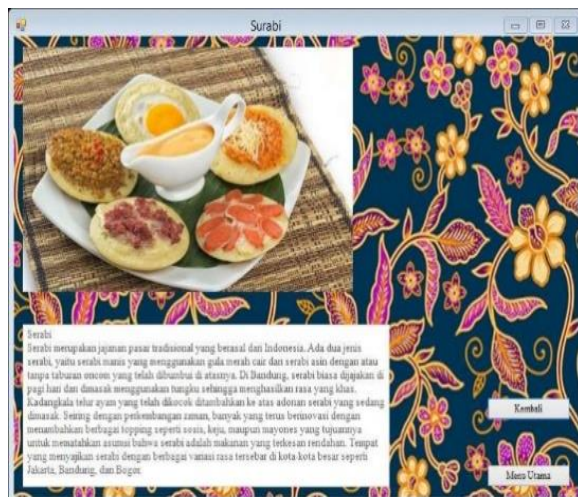 Surabi
Serabi
Serabi merupakan jajanan pasar tradisional yang berasal dari Indonesia. Ada dua jenis
serabi, yaitu serabi manis yang menggunakan gula merah cair dan serabi asin dengan atau
tanpa taburan oncom yang telah dibumbui di atasnya. Di Bandung, serabi biasa dijajakan di
pagi hari dan dimasak menggunakan tungku sehingga menghasilkan rasa yang khas.
Kadangkala telur ayam yang telah dikocok ditambahkan ke atas adonan serabi yang sedang
dimasak. Seiring dengan perkembangan zaman, banyak yang terus berinovasi dengan
menambahkan berbagai topping seperti sosis, keju, maupun mayones yang tujuannya
untuk mematahkan asumsi bahwa serabi adalah makanan yang terkesan rendahan. Tempat
yang menyajikan serabi dengan berbagai variasi rasa tersebar di kota-kota besar seperti
Jakarta, Bandung, dan Bogor.
Kembali
Menu Utama